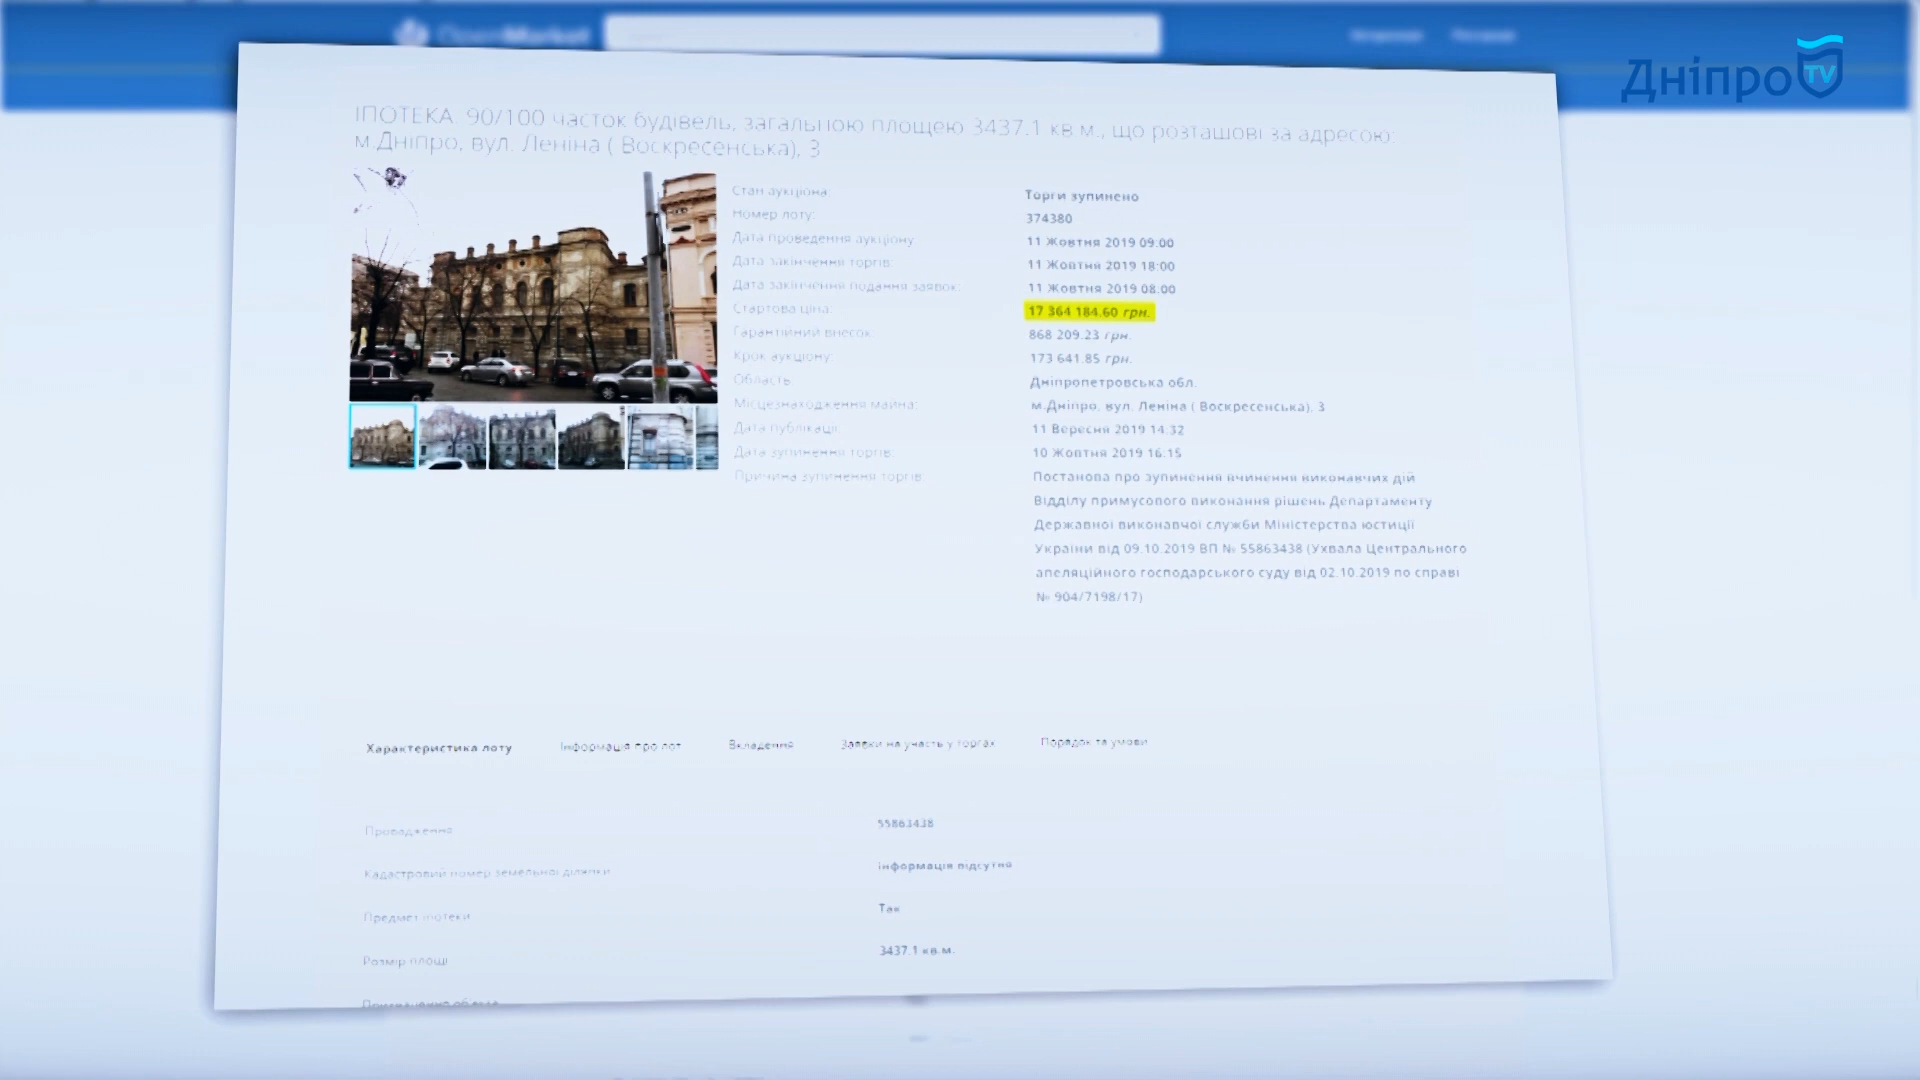 OpenMarket
Дніпро TV
ІПОТЕКА. 90/100 часток будівель, загальною площею 3437.1 кв.м., що розташові за адресою:
м.Дніпро, вул. Леніна ( Воскресенська), 3
Стан аукціона: Торги зупинено
Номер лоту: 374380
Дата проведення аукціону: 11 Жовтня 2019 09:00
Дата закінчення торгів: 11 Жовтня 2019 18:00
Дата закінчення подання заявок: 11 Жовтня 2019 08:00
Стартова ціна: 17 364 184.60 грн.
Гарантійний внесок: 868 209.23 грн.
Крок аукціону: 173 641.85 грн.
Область: Дніпропетровська обл.
Місцезнаходження майна: м.Дніпро, вул. Леніна ( Воскресенська), 3
Дата публікації: 11 Вересня 2019 14:32
Дата зупинення торгів: 10 Жовтня 2019 16:15
Причина зупинення торгів: Постанова про зупинення вчинення виконавчих дій
Відділу примусового виконання рішень Департаменту
Державної виконавчої служби Міністерства юстиції
України від 09.10.2019 ВП № 55863438 (Ухвала Центрального
апеляційного господарського суду від 02.10.2019 по справі
№ 904/7198/17)
Характеристика лоту Інформація про лот Вкладення Заявки на участь у торгах Порядок та умови
Провадження 55863438
Кадастровий номер земельної ділянки інформація відсутня
Предмет іпотеки Так
Розмір площі 3437.1 кв.м.